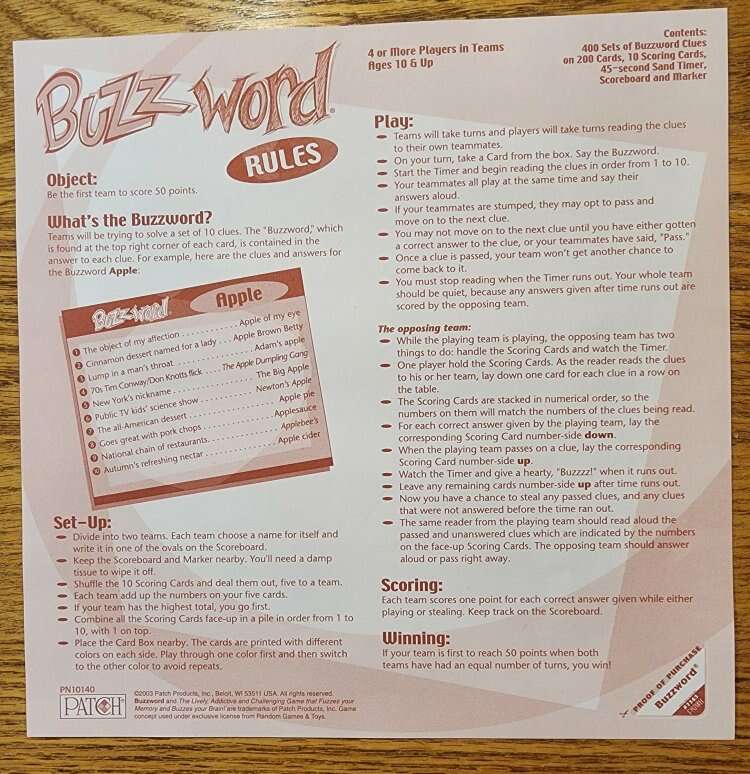 Buzz Word®
RULES
4 or More Players in Teams
Ages 10 & Up
Contents:
400 Sets of Buzzword Clues
on 200 Cards, 10 Scoring Cards,
45-second Sand Timer,
Scoreboard and Marker
Object:
Be the first team to score 50 points.
What's the Buzzword?
Teams will be trying to solve a set of 10 clues. The "Buzzword," which
is found at the top right corner of each card, is contained in the
answer to each clue. For example, here are the clues and answers for
the Buzzword Apple:
Buzz-Word! Apple
1 The object of my affection . . . . . . . . . . . . Apple of my eye
2 Cinnamon dessert named for a lady . . . . Apple Brown Betty
3 Lump in a man's throat . . . . . . . . . . . . . . . . Adam's apple
4 70s Tim Conway/Don Knotts flick . . . . . The Apple Dumpling Gang
5 New York's nickname . . . . . . . . . . . . . . . . . The Big Apple
6 Public TV kids' science show . . . . . . . . . . . Newton's Apple
7 The all-American dessert . . . . . . . . . . . . . . . . . Apple pie
8 Goes great with pork chops . . . . . . . . . . . . . . Applesauce
9 National chain of restaurants. . . . . . . . . . . . . . Applebee's
10 Autumn's refreshing nectar . . . . . . . . . . . . . . Apple cider
Set-Up:
Divide into two teams. Each team choose a name for itself and
write it in one of the ovals on the Scoreboard.
Keep the Scoreboard and Marker nearby. You'll need a damp
tissue to wipe it off.
Shuffle the 10 Scoring Cards and deal them out, five to a team.
Each team add up the numbers on your five cards.
If your team has the highest total, you go first.
Combine all the Scoring Cards face-up in a pile in order from 1 to
10, with 1 on top.
Place the Card Box nearby. The cards are printed with different
colors on each side. Play through one color first and then switch
to the other color to avoid repeats.
PN10140
PATCH®
©2003 Patch Products, Inc., Beloit, WI 53511 USA. All rights reserved.
Buzzword and The Lively, Addictive and Challenging Game that Fuzzes your
Memory and Buzzes your Brain! are trademarks of Patch Products, Inc. Game
concept used under exclusive license from Random Games & Toys.
Play:
Teams will take turns and players will take turns reading the clues
to their own teammates.
On your turn, take a Card from the box. Say the Buzzword.
Start the Timer and begin reading the clues in order from 1 to 10.
Your teammates all play at the same time and say their
answers aloud.
If your teammates are stumped, they may opt to pass and
move on to the next clue.
You may not move on to the next clue until you have either gotten
a correct answer to the clue, or your teammates have said, "Pass."
Once a clue is passed, your team won't get another chance to
come back to it.
You must stop reading when the Timer runs out. Your whole team
should be quiet, because any answers given after time runs out are
scored by the opposing team.
The opposing team:
While the playing team is playing, the opposing team has two
things to do: handle the Scoring Cards and watch the Timer.
One player hold the Scoring Cards. As the reader reads the clues
to his or her team, lay down one card for each clue in a row on
the table.
The Scoring Cards are stacked in numerical order, so the
numbers on them will match the numbers of the clues being read.
For each correct answer given by the playing team, lay the
corresponding Scoring Card number-side down.
When the playing team passes on a clue, lay the corresponding
Scoring Card number-side up.
Watch the Timer and give a hearty, "Buzzzz!" when it runs out.
Leave any remaining cards number-side up after time runs out.
Now you have a chance to steal any passed clues, and any clues
that were not answered before the time ran out.
The same reader from the playing team should read aloud the
passed and unanswered clues which are indicated by the numbers
on the face-up Scoring Cards. The opposing team should answer
aloud or pass right away.
Scoring:
Each team scores one point for each correct answer given while either
playing or stealing. Keep track on the Scoreboard.
Winning:
If your team is first to reach 50 points when both
teams have had an equal number of turns, you win!
PROOF OF PURCHASE
Buzzword®